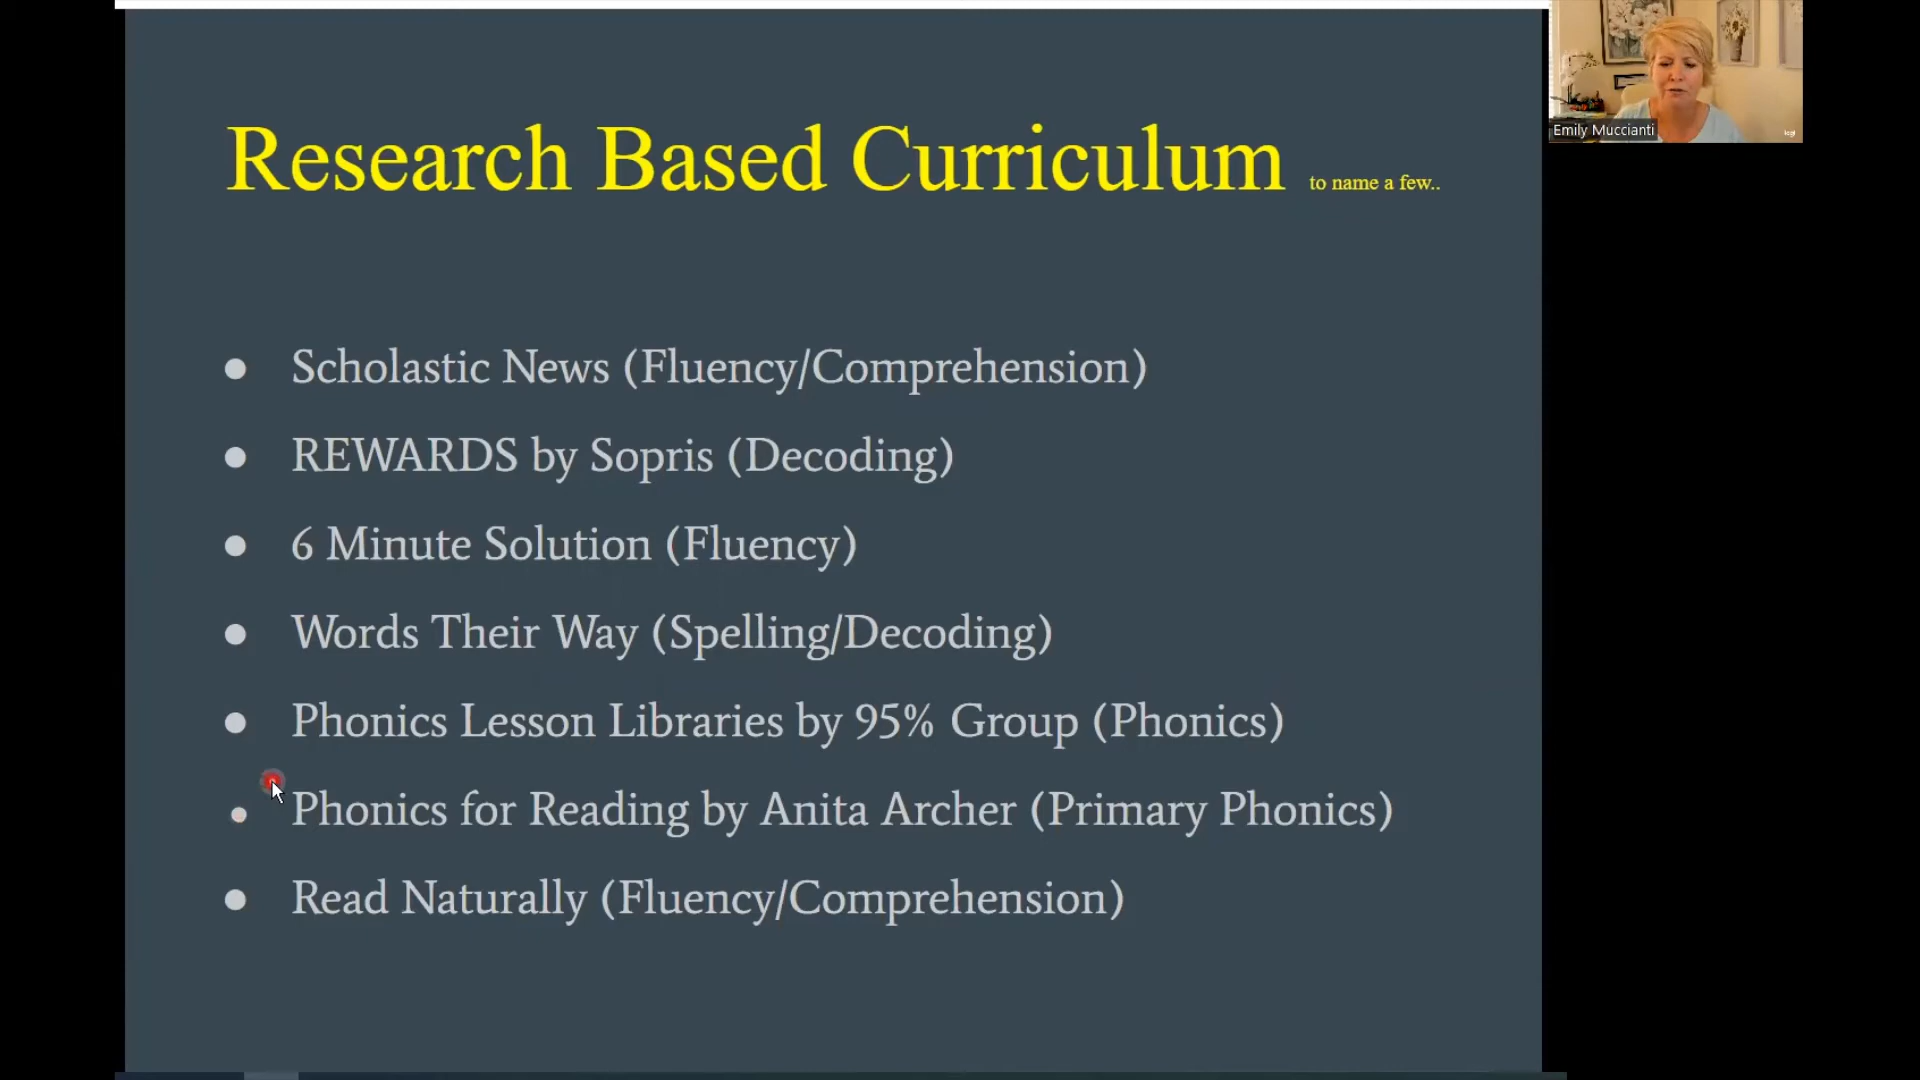 Research Based Curriculum to name a few..
Emily Muccianti
● Scholastic News (Fluency/Comprehension)
● REWARDS by Sopris (Decoding)
● 6 Minute Solution (Fluency)
● Words Their Way (Spelling/Decoding)
● Phonics Lesson Libraries by 95% Group (Phonics)
● Phonics for Reading by Anita Archer (Primary Phonics)
● Read Naturally (Fluency/Comprehension)